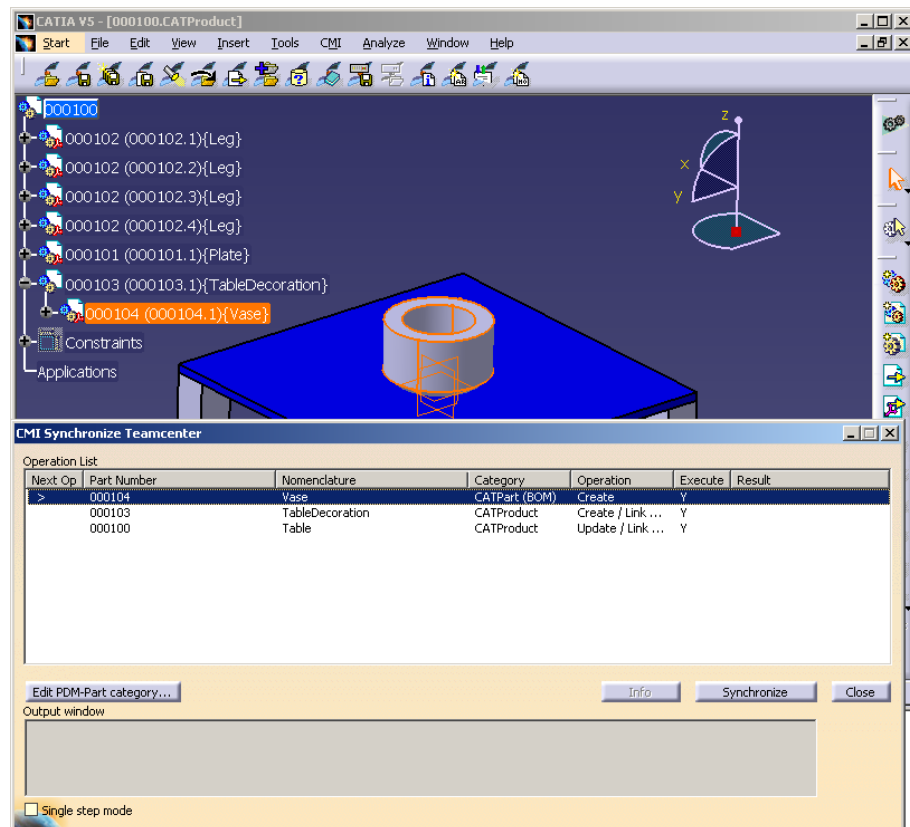 CATIA V5 - [000100.CATProduct]
Start File Edit View Insert Tools CMI Analyze Window Help
000100
z
000102 (000102.1){Leg}
x
000102 (000102.2){Leg}
y
000102 (000102.3){Leg}
000102 (000102.4){Leg}
000101 (000101.1){Plate}
000103 (000103.1){TableDecoration}
000104 (000104.1){Vase}
Constraints
Applications
CMI Synchronize Teamcenter
Operation List
Next Op Part Number Nomenclature Category Operation Execute Result
> 000104 Vase CATPart (BOM) Create Y
000103 TableDecoration CATProduct Create / Link ... Y
000100 Table CATProduct Update / Link ... Y
Edit PDM-Part category... Info Synchronize Close
Output window
Single step mode